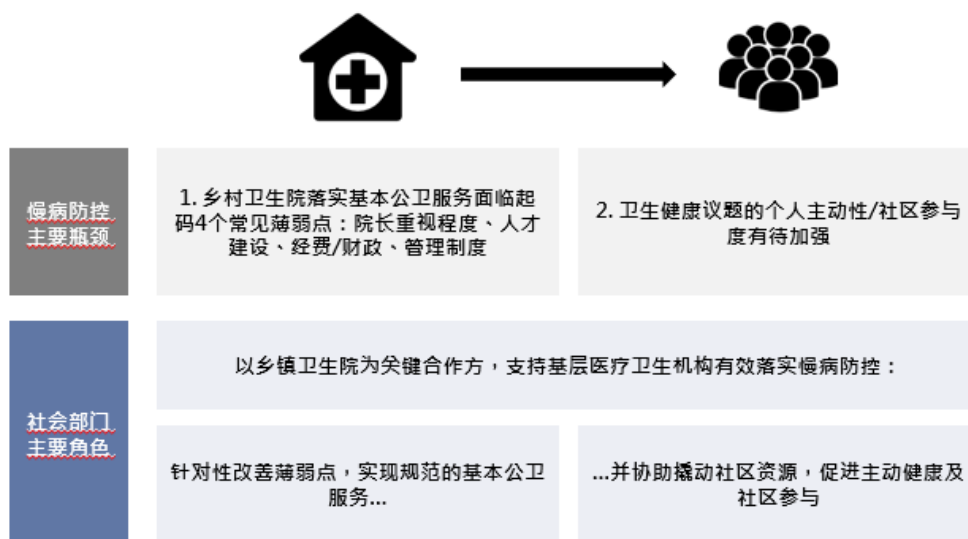 慢病防控
主要瓶颈
1. 乡村卫生院落实基本公卫服务面临起
码4个常见薄弱点：院长重视程度、人才
建设、经费/财政、管理制度
2. 卫生健康议题的个人主动性/社区参与
度有待加强
社会部门
主要角色
以乡镇卫生院为关键合作方，支持基层医疗卫生机构有效落实慢病防控：
针对性改善薄弱点，实现规范的基本公卫
服务...
...并协助撬动社区资源，促进主动健康及
社区参与